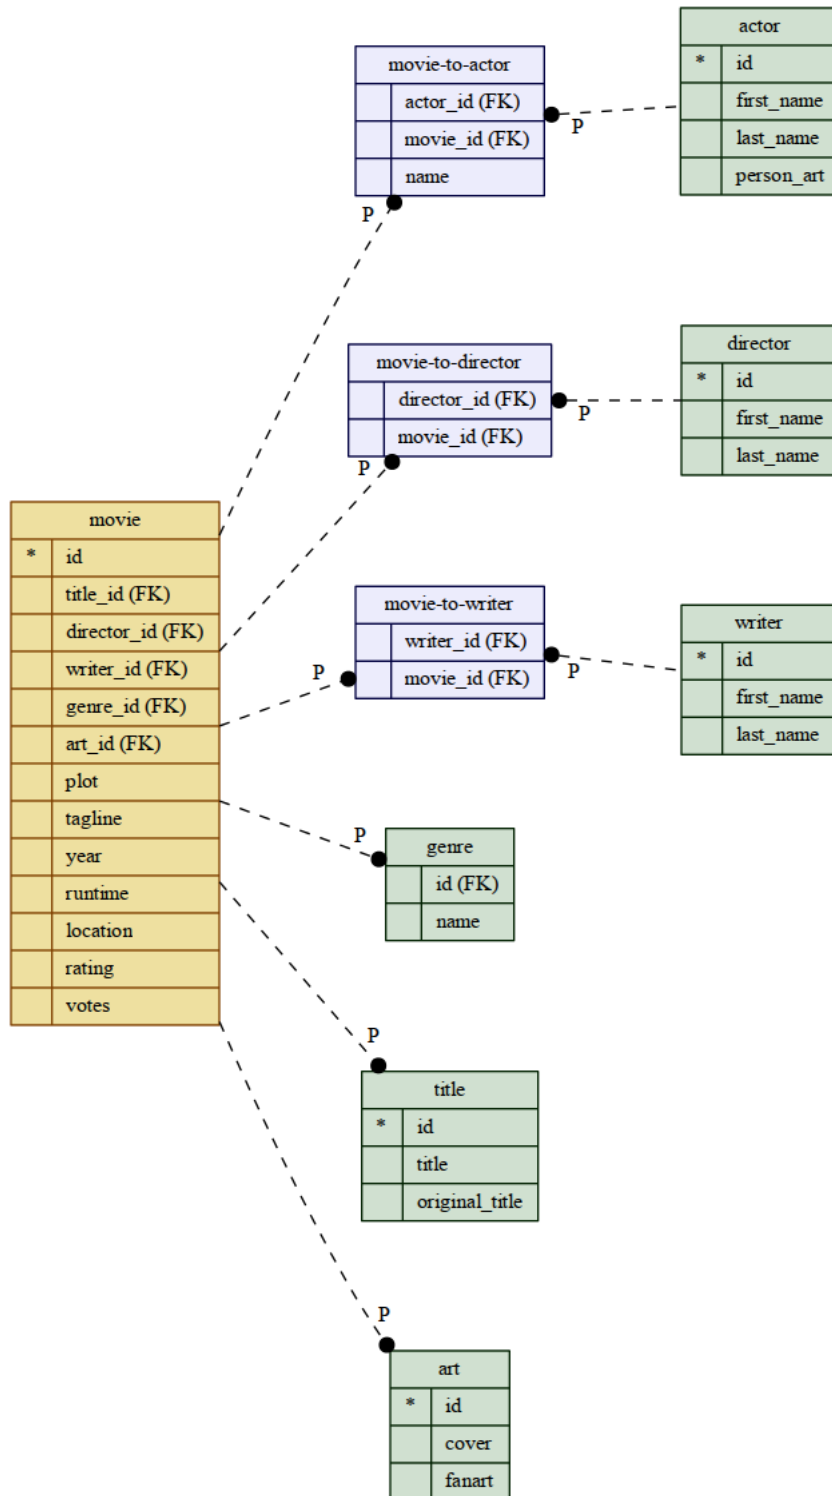 actor
* id
first_name
last_name
person_art
movie-to-actor
actor_id (FK)
movie_id (FK)
name
P
P
director
* id
first_name
last_name
movie-to-director
director_id (FK)
movie_id (FK)
P
P
movie
* id
title_id (FK)
director_id (FK)
writer_id (FK)
genre_id (FK)
art_id (FK)
plot
tagline
year
runtime
location
rating
votes
movie-to-writer
writer_id (FK)
movie_id (FK)
P
P
writer
* id
first_name
last_name
P
genre
id (FK)
name
P
title
* id
title
original_title
P
art
* id
cover
fanart